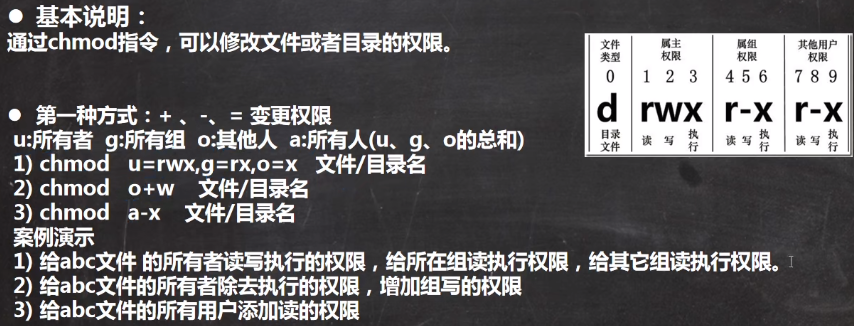 ● 基本说明：
通过chmod指令，可以修改文件或者目录的权限。
● 第一种方式：+ 、-、= 变更权限
u:所有者 g:所有组 o:其他人 a:所有人(u、g、o的总和)
1) chmod u=rwx,g=rx,o=x 文件/目录名
2) chmod o+w 文件/目录名
3) chmod a-x 文件/目录名
案例演示
1) 给abc文件 的所有者读写执行的权限，给所在组读执行权限，给其它组读执行权限。
2) 给abc文件的所有者除去执行的权限，增加组写的权限
3) 给abc文件的所有用户添加读的权限
文件类型 属主权限 属组权限 其他用户权限
0 1 2 3 4 5 6 7 8 9
d rwx r-x r-x
目录文件 读 写 执行 读 写 执行 读 写 执行